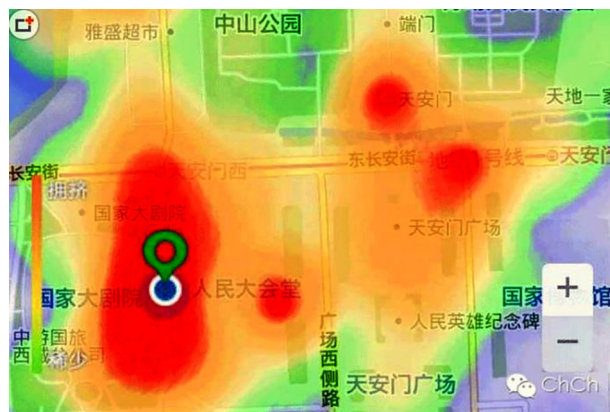 雅盛超市
中山公园
端门
天安门
天地一家
东长安街
号线
天安门
长安街
天安门西
拥挤
国家大剧院
天安门广场
国家大剧院
人民大会堂
国家
馆
人民英雄纪念碑
广场西侧路
稀少
天安门广场
ChCh